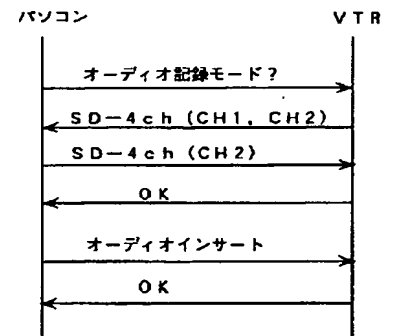 パソコン VTR
オーディオ記録モード?
SD-4ch (CH1, CH2)
SD-4ch (CH2)
OK
オーディオインサート
OK